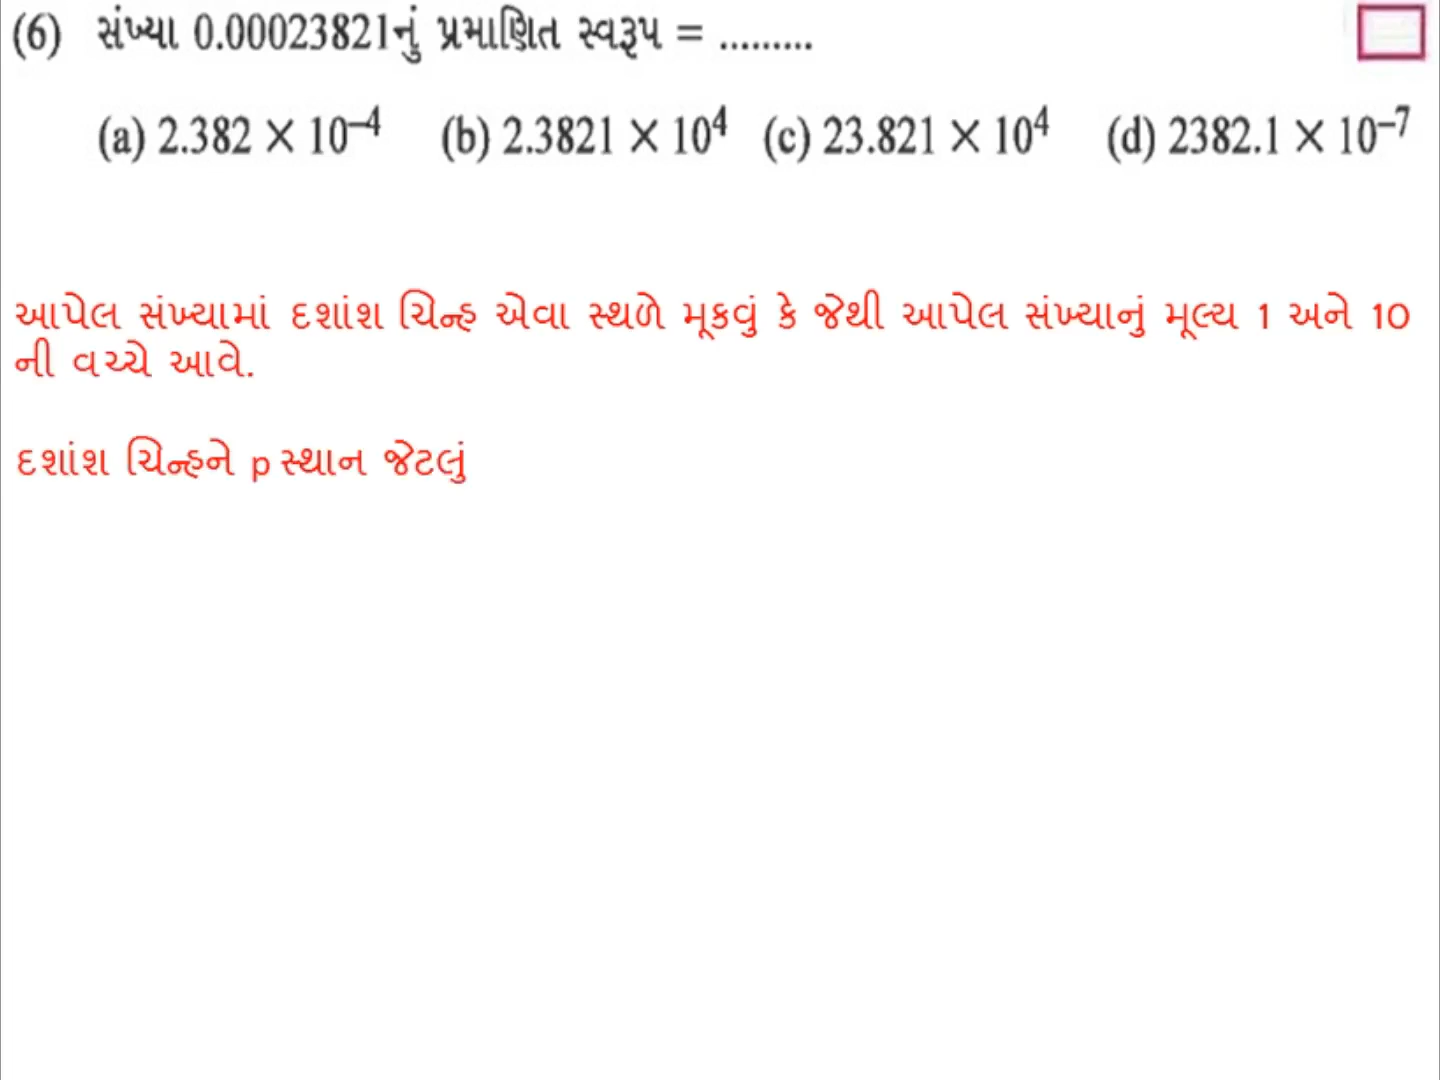 (6) સંખ્યા 0.00023821નું પ્રમાણિત સ્વરૂપ = .........
(a) 2.382 × 10⁻⁴ (b) 2.3821 × 10⁴ (c) 23.821 × 10⁴ (d) 2382.1 × 10⁻⁷
આપેલ સંખ્યામાં દશાંશ ચિન્હ એવા સ્થળે મૂકવું કે જેથી આપેલ સંખ્યાનું મૂલ્ય 1 અને 10
ની વચ્ચે આવે.
દશાંશ ચિન્હને p સ્થાન જેટલું